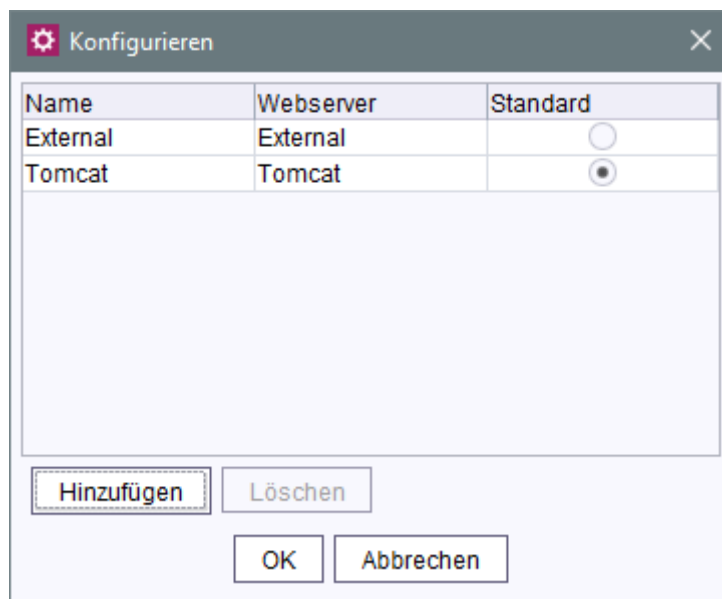 Konfigurieren
Name Webserver Standard
External External
Tomcat Tomcat
Hinzufügen Löschen
OK Abbrechen